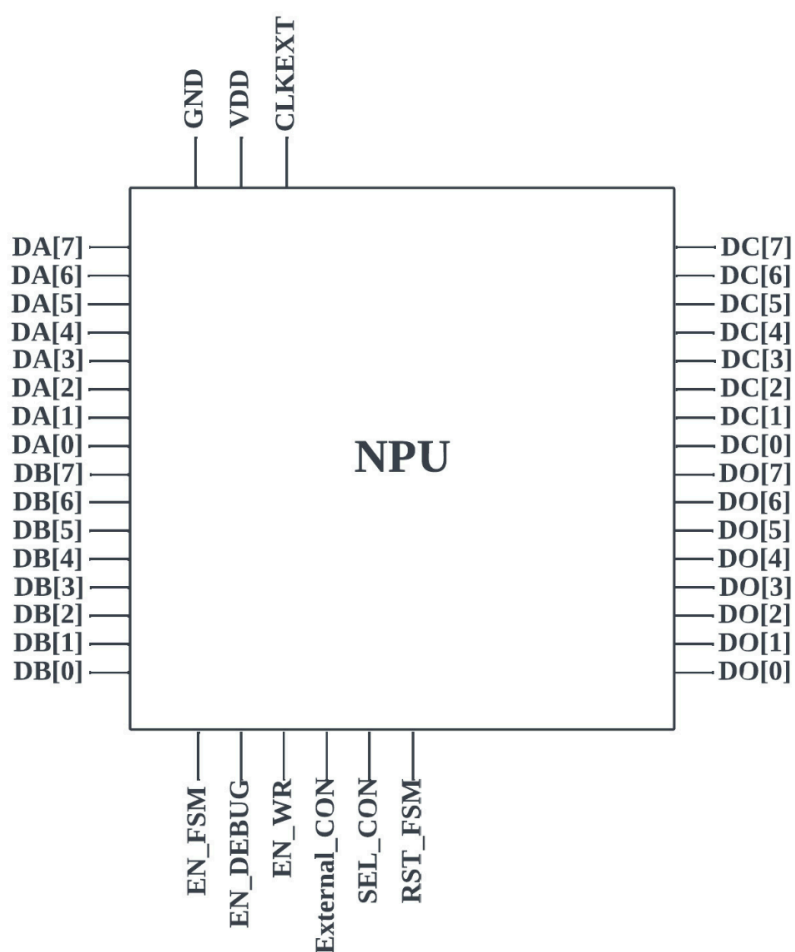 GND
VDD
CLKEXT
DA[7]
DA[6]
DA[5]
DA[4]
DA[3]
DA[2]
DA[1]
DA[0]
DB[7]
DB[6]
DB[5]
DB[4]
DB[3]
DB[2]
DB[1]
DB[0]
NPU
DC[7]
DC[6]
DC[5]
DC[4]
DC[3]
DC[2]
DC[1]
DC[0]
DO[7]
DO[6]
DO[5]
DO[4]
DO[3]
DO[2]
DO[1]
DO[0]
EN_FSM
EN_DEBUG
EN_WR
External_CON
SEL_CON
RST_FSM